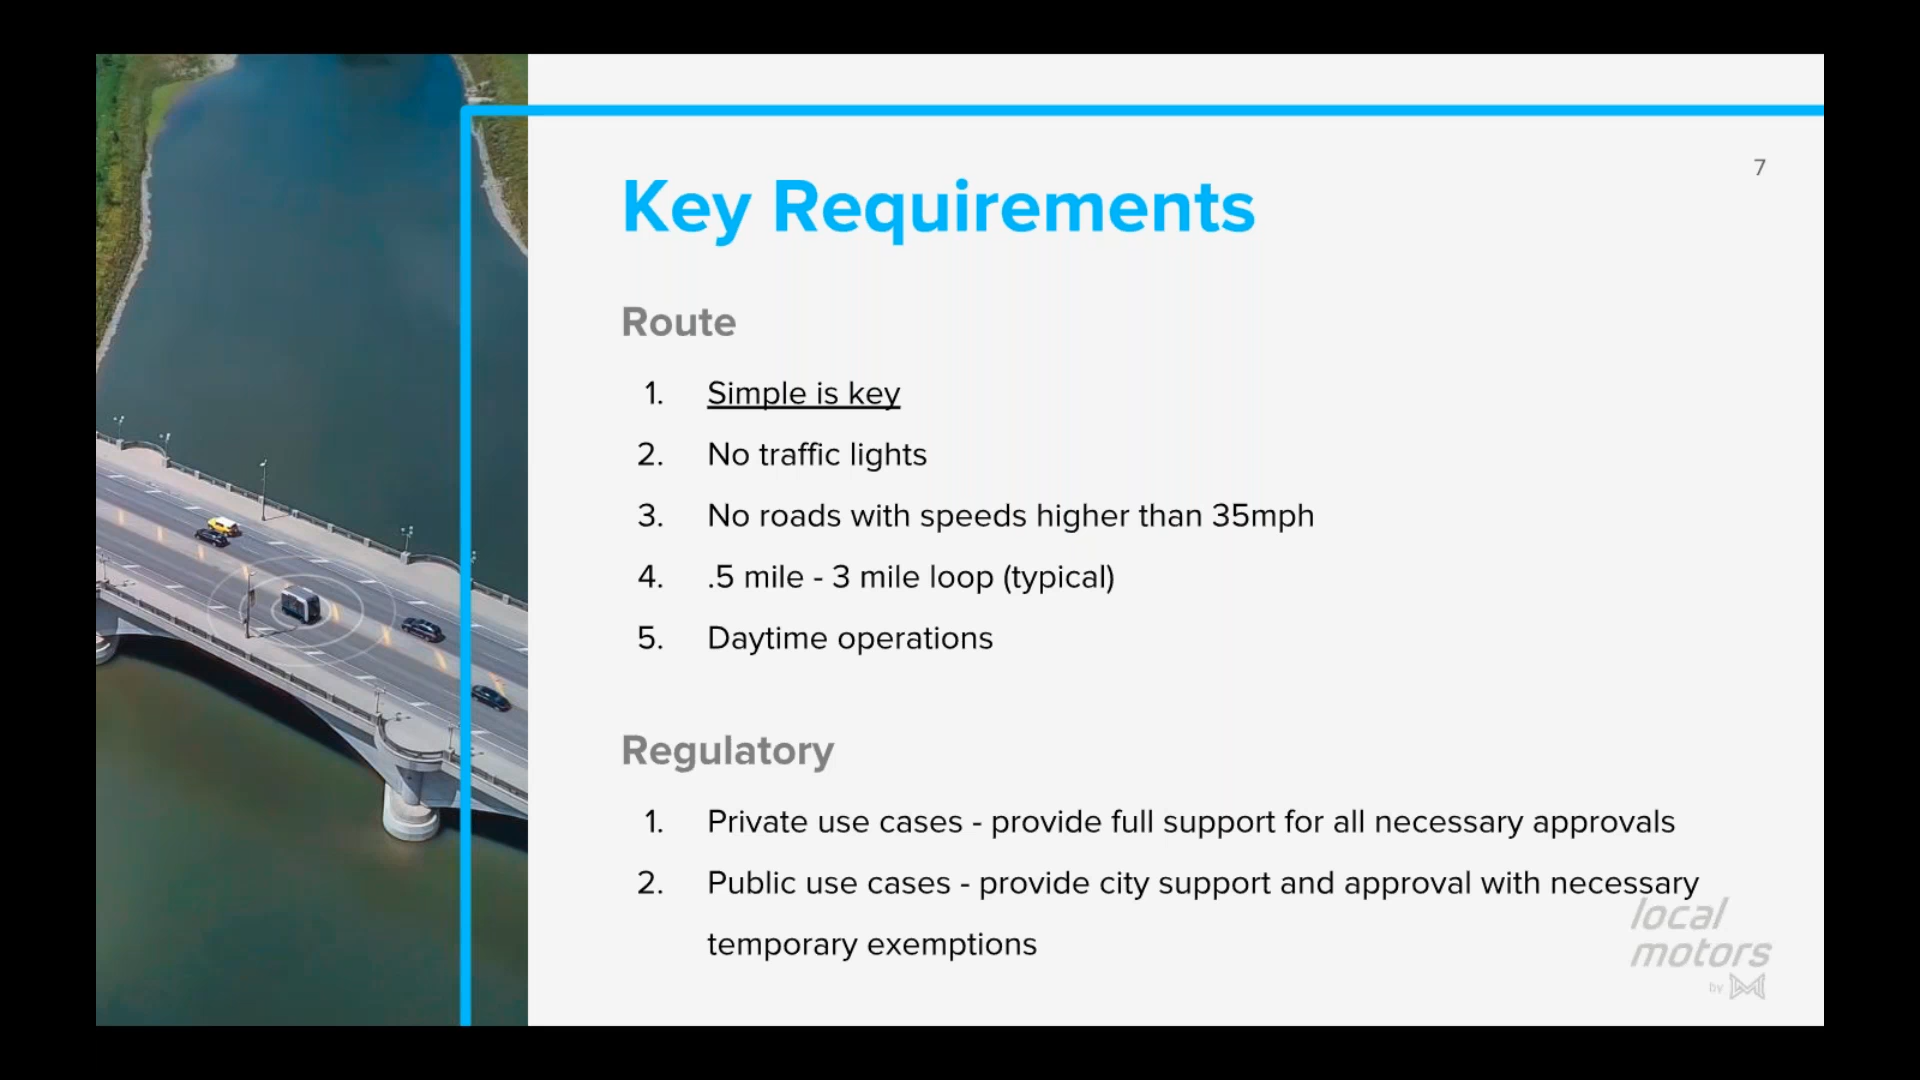 7
Key Requirements
Route
1. Simple is key
2. No traffic lights
3. No roads with speeds higher than 35mph
4. .5 mile - 3 mile loop (typical)
5. Daytime operations
Regulatory
1. Private use cases - provide full support for all necessary approvals
2. Public use cases - provide city support and approval with necessary
temporary exemptions
local
motors
by